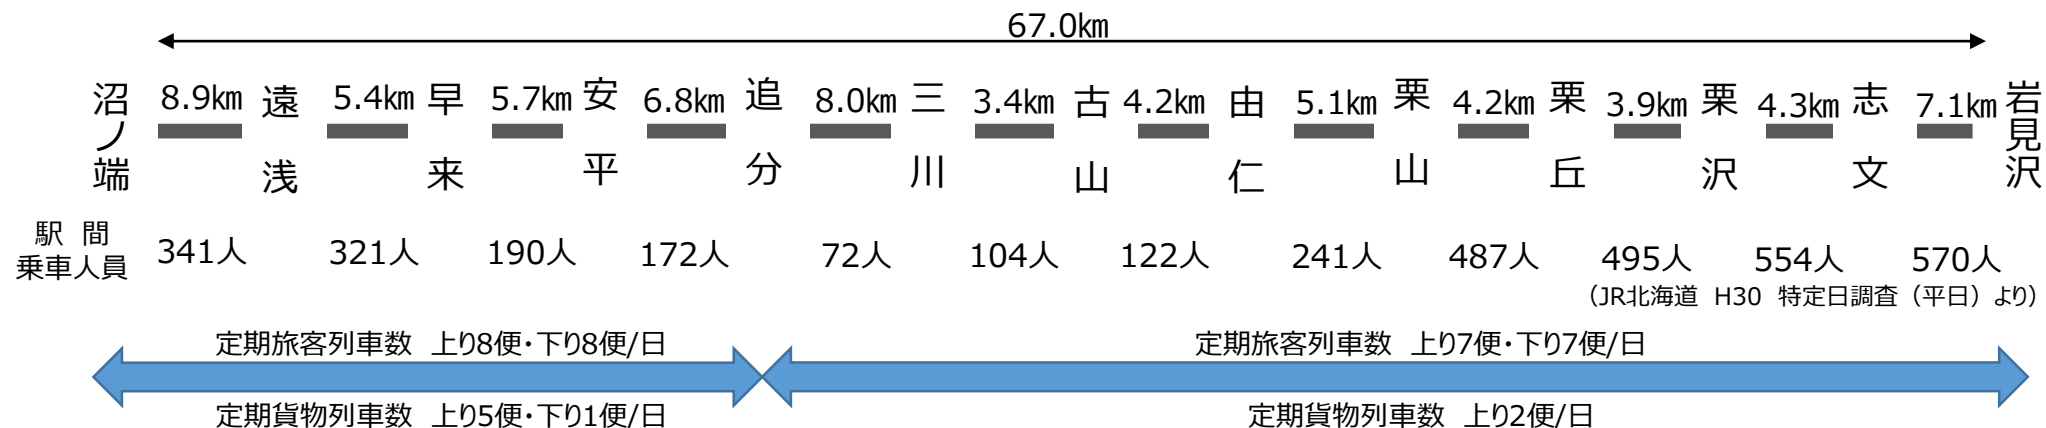 67.0㎞
沼ノ端 8.9㎞ 遠浅 5.4㎞ 早来 5.7㎞ 安平 6.8㎞ 追分 8.0㎞ 三川 3.4㎞ 古山 4.2㎞ 由仁 5.1㎞ 栗山 4.2㎞ 栗丘 3.9㎞ 栗沢 4.3㎞ 志文 7.1㎞ 岩見沢
駅 間
乗車人員 341人 321人 190人 172人 72人 104人 122人 241人 487人 495人 554人 570人
（JR北海道 H30 特定日調査（平日）より）
定期旅客列車数 上り8便・下り8便/日 定期旅客列車数 上り7便・下り7便/日
定期貨物列車数 上り5便・下り1便/日 定期貨物列車数 上り2便/日